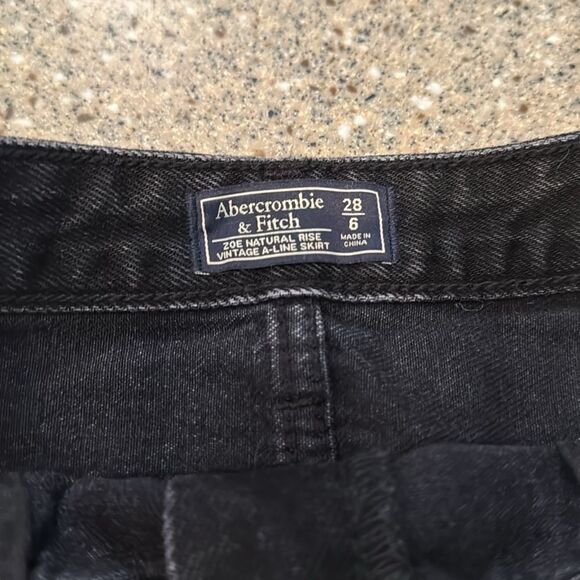 Abercrombie
& Fitch
ZOE NATURAL RISE
VINTAGE A-LINE SKIRT
28
6
MADE IN
CHINA